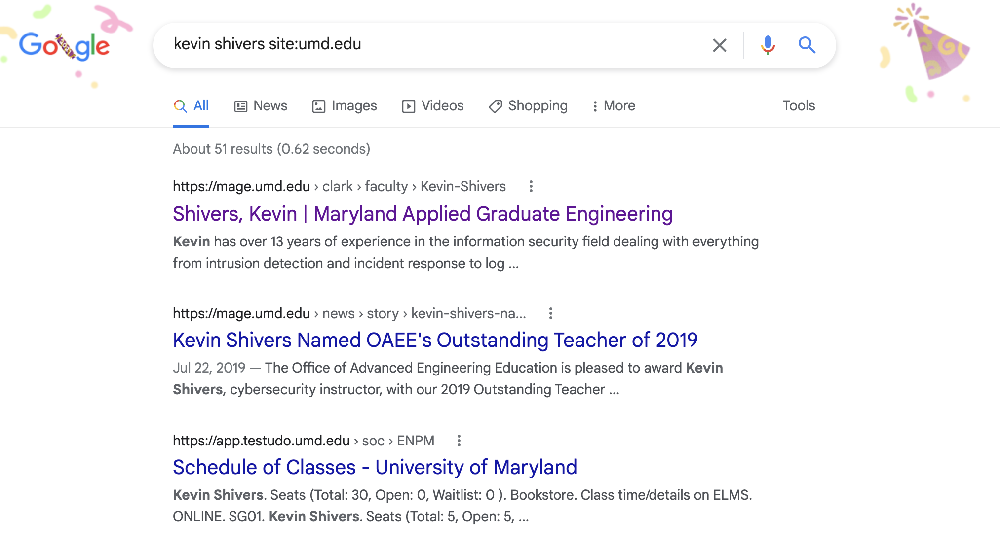 Google
2021
kevin shivers site:umd.edu
All News Images Videos Shopping More Tools
About 51 results (0.62 seconds)
https://mage.umd.edu › clark › faculty › Kevin-Shivers
Shivers, Kevin | Maryland Applied Graduate Engineering
Kevin has over 13 years of experience in the information security field dealing with everything
from intrusion detection and incident response to log ...
https://mage.umd.edu › news › story › kevin-shivers-na...
Kevin Shivers Named OAEE's Outstanding Teacher of 2019
Jul 22, 2019 — The Office of Advanced Engineering Education is pleased to award Kevin
Shivers, cybersecurity instructor, with our 2019 Outstanding Teacher ...
https://app.testudo.umd.edu › soc › ENPM
Schedule of Classes - University of Maryland
Kevin Shivers. Seats (Total: 30, Open: 0, Waitlist: 0 ). Bookstore. Class time/details on ELMS.
ONLINE. SG01. Kevin Shivers. Seats (Total: 5, Open: 5, ...